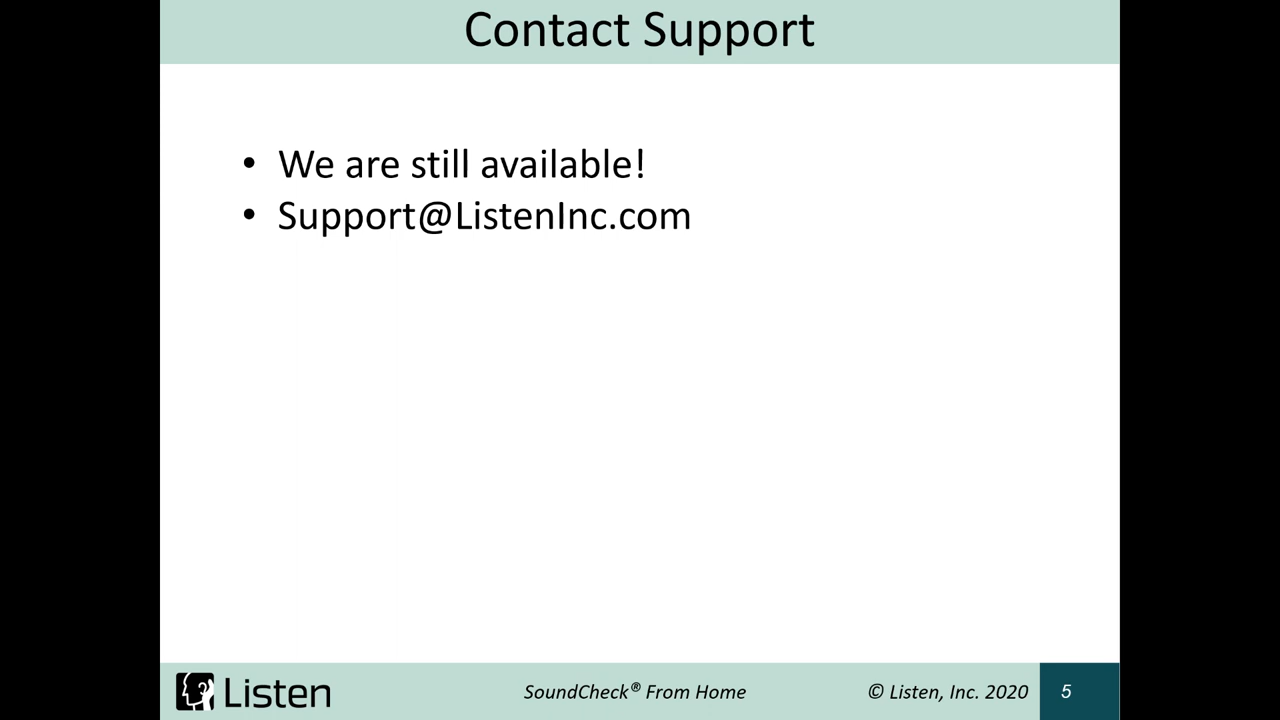 Contact Support
• We are still available!
• Support@ListenInc.com
Listen
SoundCheck® From Home
© Listen, Inc. 2020
5